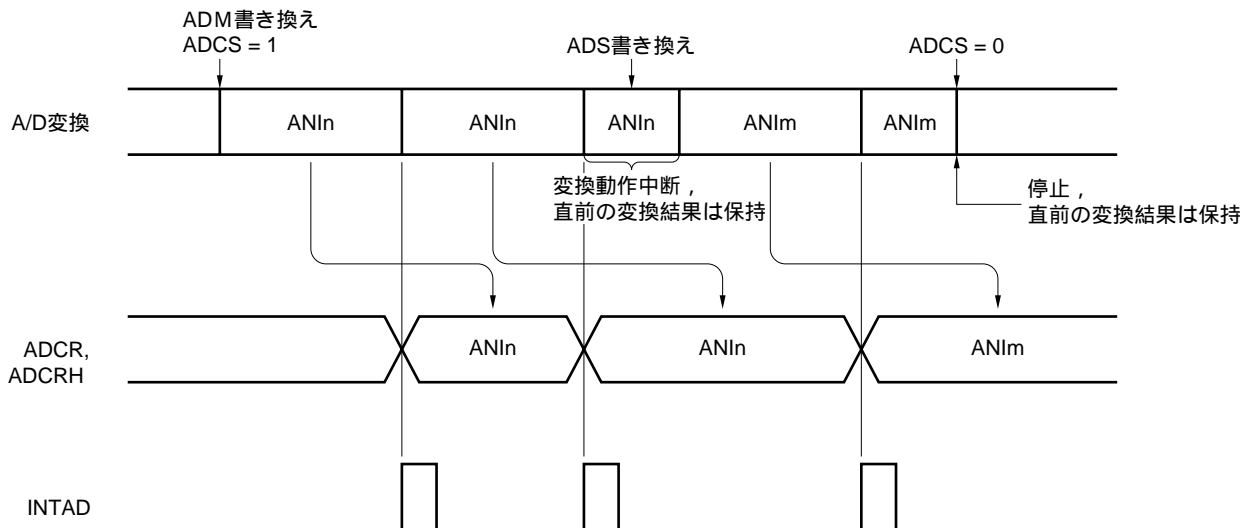 ADM書き換え
ADCS = 1
ADS書き換え
ADCS = 0
A/D変換
ANIn
ANIn
ANIn
ANIm
ANIm
変換動作中断，
直前の変換結果は保持
停止，
直前の変換結果は保持
ADCR,
ADCRH
ANIn
ANIn
ANIm
INTAD